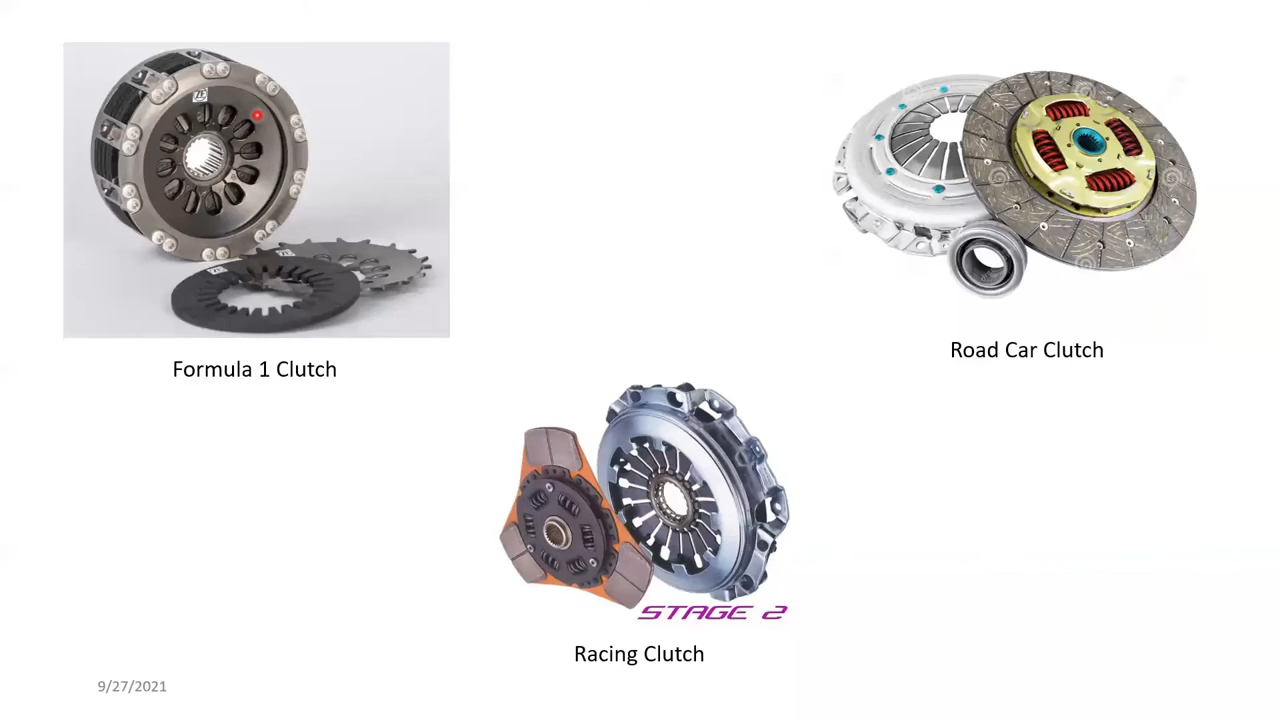 Formula 1 Clutch
Road Car Clutch
STAGE 2
Racing Clutch
9/27/2021